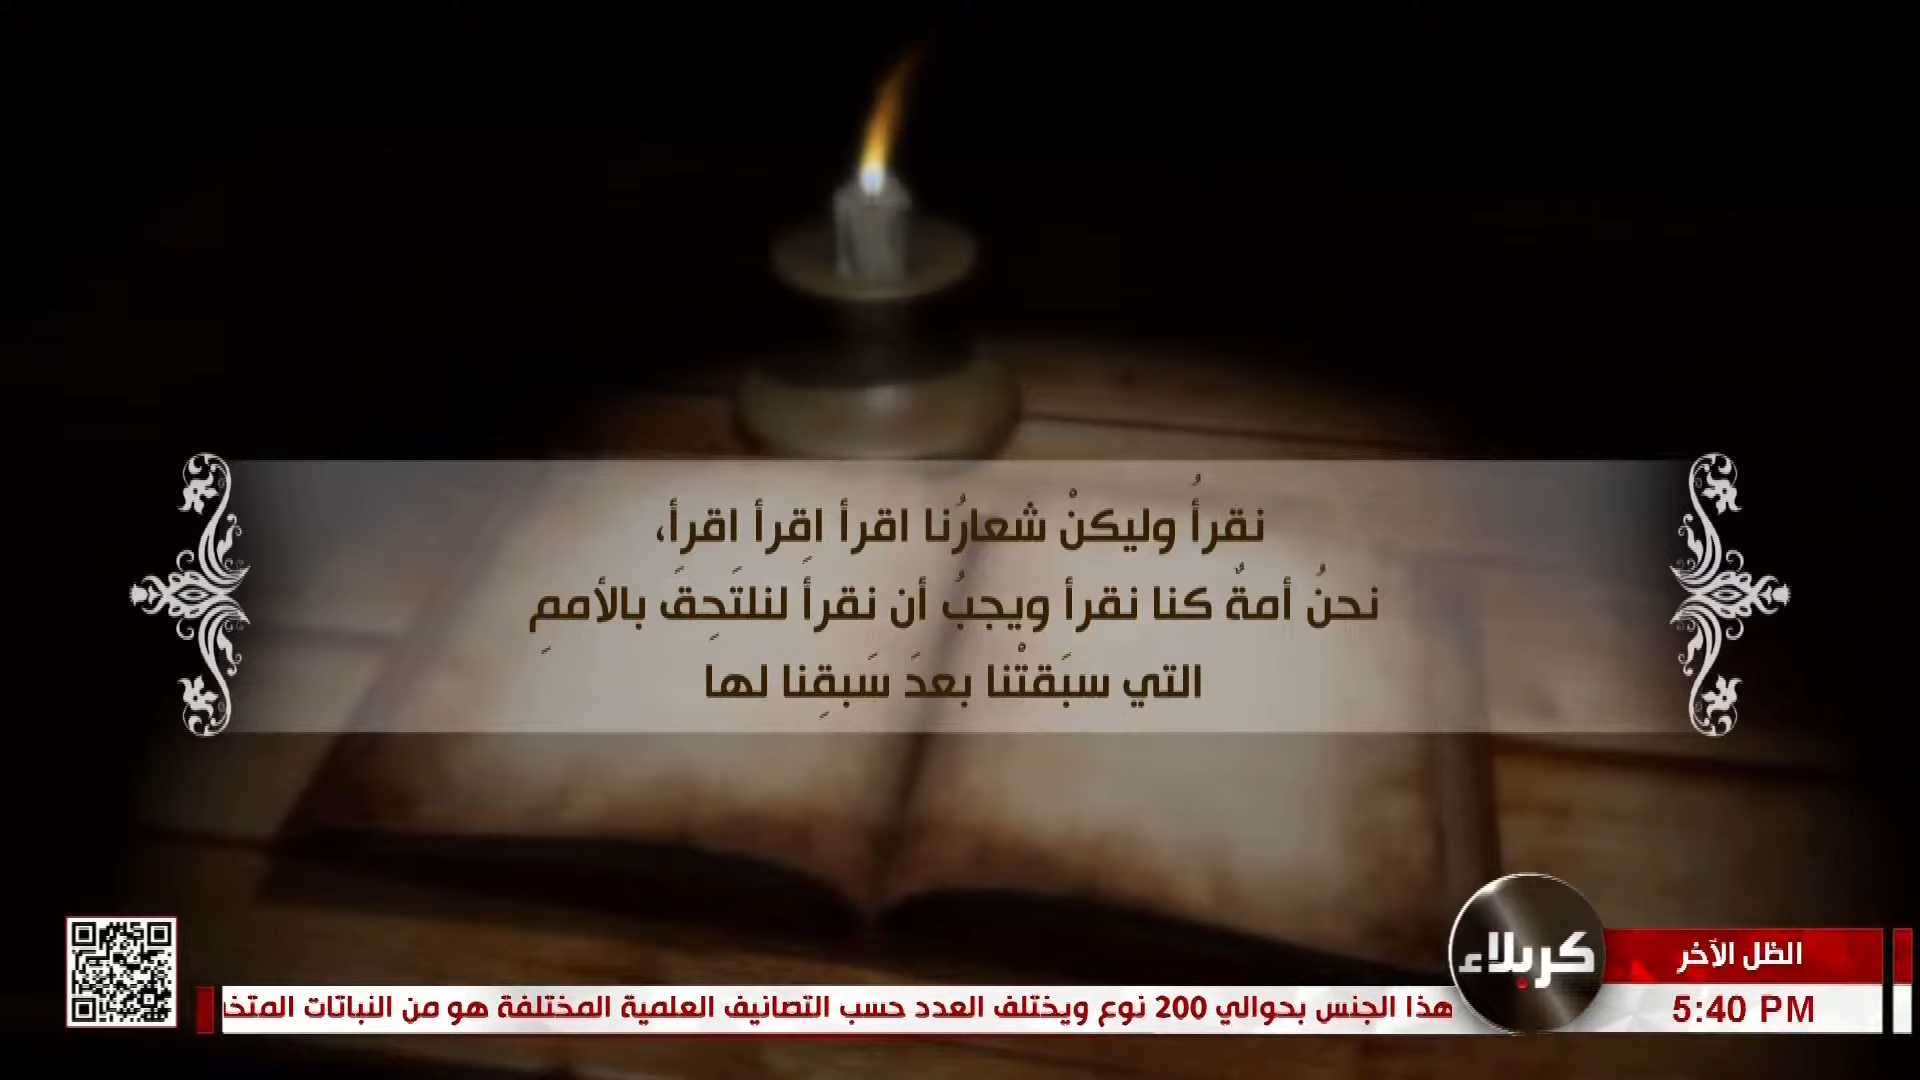 نقرأُ وليكنْ شعارُنا اقرأ اقرأ اقرأ،
نحنُ أمةٌ كنا نقرأ ويجبُ أن نقرأَ لنلتَحِقَ بالأممِ
التي سبَقتْنا بعدَ سَبقِنا لها
كربلاء
الظل الآخر
5:40 PM
هذا الجنس بحوالي 200 نوع ويختلف العدد حسب التصانيف العلمية المختلفة هو من النباتات